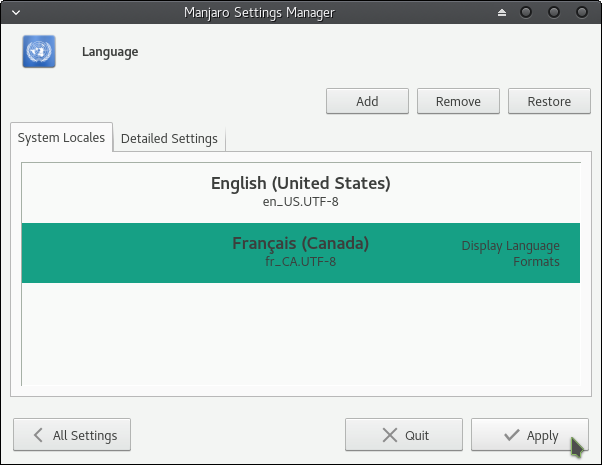 Manjaro Settings Manager
Language
Add Remove Restore
System Locales Detailed Settings
English (United States)
en_US.UTF-8
Français (Canada)
fr_CA.UTF-8
Display Language
Formats
All Settings Quit Apply